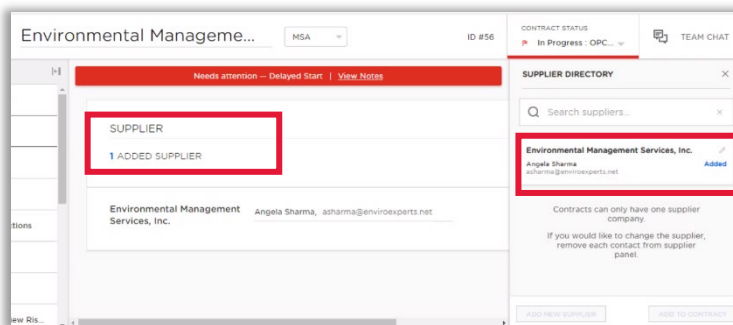 Environmental Manageme...
MSA
ID #56
CONTRACT STATUS
In Progress : OPC...
TEAM CHAT
Needs attention — Delayed Start | View Notes
SUPPLIER
1 ADDED SUPPLIER
Environmental Management
Services, Inc.
Angela Sharma, asharma@enviroexperts.net
tions
ew Ris...
SUPPLIER DIRECTORY
Search suppliers...
Environmental Management Services, Inc.
Angela Sharma
Added
asharma@enviroexperts.net
Contracts can only have one supplier
company.
If you would like to change the supplier,
remove each contact from supplier
panel.
ADD NEW SUPPLIER
ADD TO CONTRACT